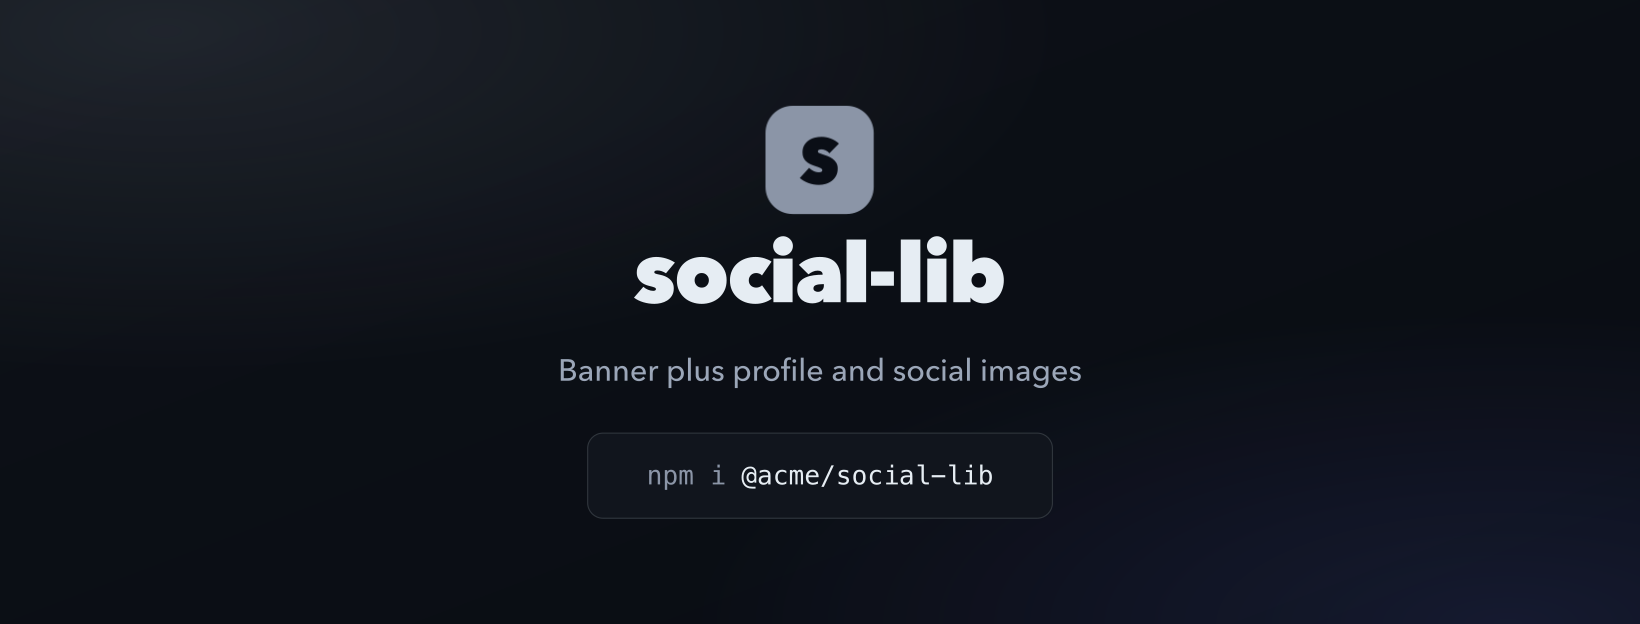 s
social-lib
Banner plus profile and social images
npm i @acme/social-lib